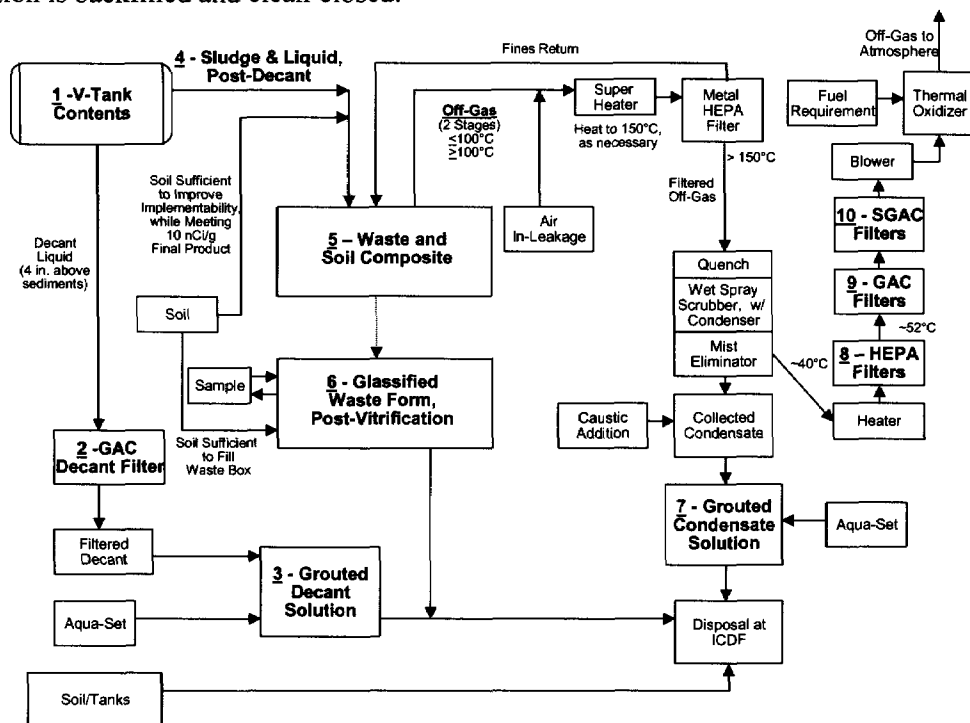 tion is backfilled and clean closed.
1 -V-Tank
Contents
4 - Sludge & Liquid,
Post-Decant
Fines Return
Off-Gas to
Atmosphere
Off-Gas
(2 Stages)
≤100°C
≥100°C
Super
Heater
Heat to 150°C,
as necessary
Metal
HEPA
Filter
> 150°C
Filtered
Off-Gas
Fuel
Requirement
Thermal
Oxidizer
Blower
Soil Sufficient
to Improve
Implementability,
while Meeting
10 nCi/g
Final Product
Decant
Liquid
(4 in. above
sediments)
5 – Waste and
Soil Composite
Air
In-Leakage
10 - SGAC
Filters
9 - GAC
Filters
~52°C
8 – HEPA
Filters
Heater
Quench
Wet Spray
Scrubber, w/
Condenser
Mist
Eliminator
~40°C
Soil
Sample
6 - Glassified
Waste Form,
Post-Vitrification
Soil Sufficient
to Fill
Waste Box
Caustic
Addition
Collected
Condensate
2 -GAC
Decant Filter
Filtered
Decant
7 - Grouted
Condensate
Solution
Aqua-Set
3 - Grouted
Decant
Solution
Aqua-Set
Disposal at
ICDF
Soil/Tanks